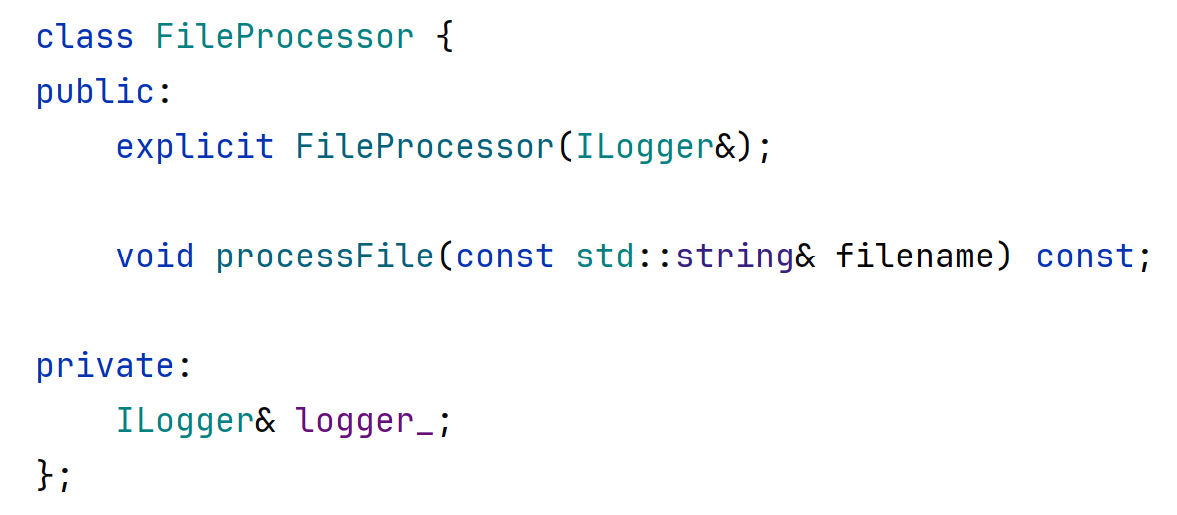 class FileProcessor {
public:
    explicit FileProcessor(ILogger&);
    void processFile(const std::string& filename) const;
private:
    ILogger& logger_;
};